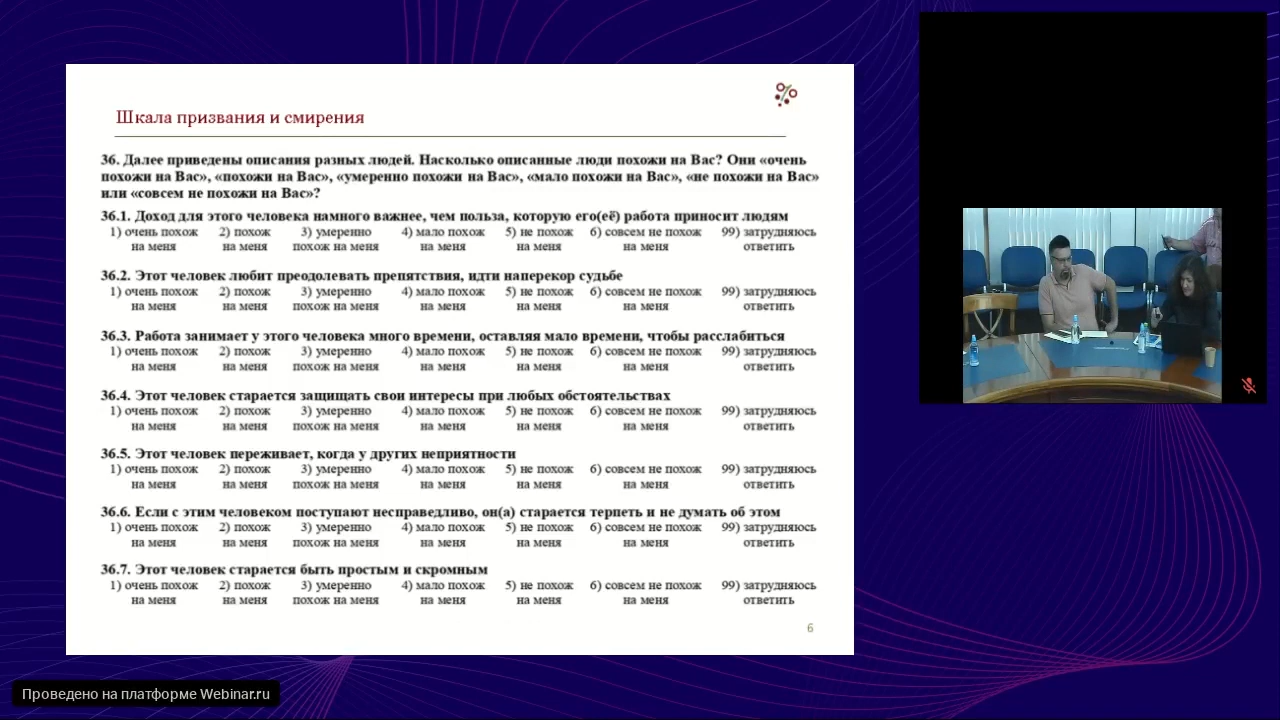 Шкала призвания и смирения
36. Далее приведены описания разных людей. Насколько описанные люди похожи на Вас? Они «очень
похожи на Вас», «похожи на Вас», «умеренно похожи на Вас», «мало похожи на Вас», «не похожи на Вас»
или «совсем не похожи на Вас»?
36.1. Доход для этого человека намного важнее, чем польза, которую его(её) работа приносит людям
1) очень похож 2) похож 3) умеренно 4) мало похож 5) не похож 6) совсем не похож 99) затрудняюсь
на меня на меня похож на меня на меня на меня на меня ответить
36.2. Этот человек любит преодолевать препятствия, идти наперекор судьбе
1) очень похож 2) похож 3) умеренно 4) мало похож 5) не похож 6) совсем не похож 99) затрудняюсь
на меня на меня похож на меня на меня на меня на меня ответить
36.3. Работа занимает у этого человека много времени, оставляя мало времени, чтобы расслабиться
1) очень похож 2) похож 3) умеренно 4) мало похож 5) не похож 6) совсем не похож 99) затрудняюсь
на меня на меня похож на меня на меня на меня на меня ответить
36.4. Этот человек старается защищать свои интересы при любых обстоятельствах
1) очень похож 2) похож 3) умеренно 4) мало похож 5) не похож 6) совсем не похож 99) затрудняюсь
на меня на меня похож на меня на меня на меня на меня ответить
36.5. Этот человек переживает, когда у других неприятности
1) очень похож 2) похож 3) умеренно 4) мало похож 5) не похож 6) совсем не похож 99) затрудняюсь
на меня на меня похож на меня на меня на меня на меня ответить
36.6. Если с этим человеком поступают несправедливо, он(а) старается терпеть и не думать об этом
1) очень похож 2) похож 3) умеренно 4) мало похож 5) не похож 6) совсем не похож 99) затрудняюсь
на меня на меня похож на меня на меня на меня на меня ответить
36.7. Этот человек старается быть простым и скромным
1) очень похож 2) похож 3) умеренно 4) мало похож 5) не похож 6) совсем не похож 99) затрудняюсь
на меня на меня похож на меня на меня на меня на меня ответить
6
Проведено на платформе Webinar.ru